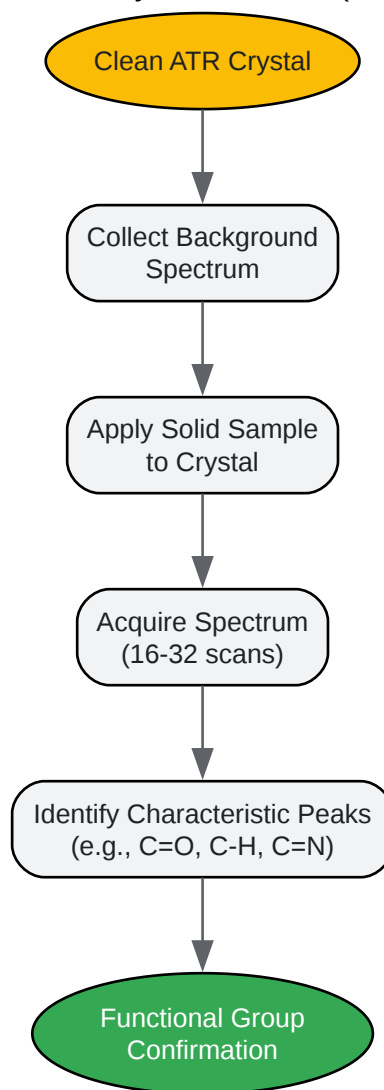 Clean ATR Crystal
Collect Background
Spectrum
Apply Solid Sample
to Crystal
Acquire Spectrum
(16-32 scans)
Identify Characteristic Peaks
(e.g., C=O, C-H, C=N)
Functional Group
Confirmation